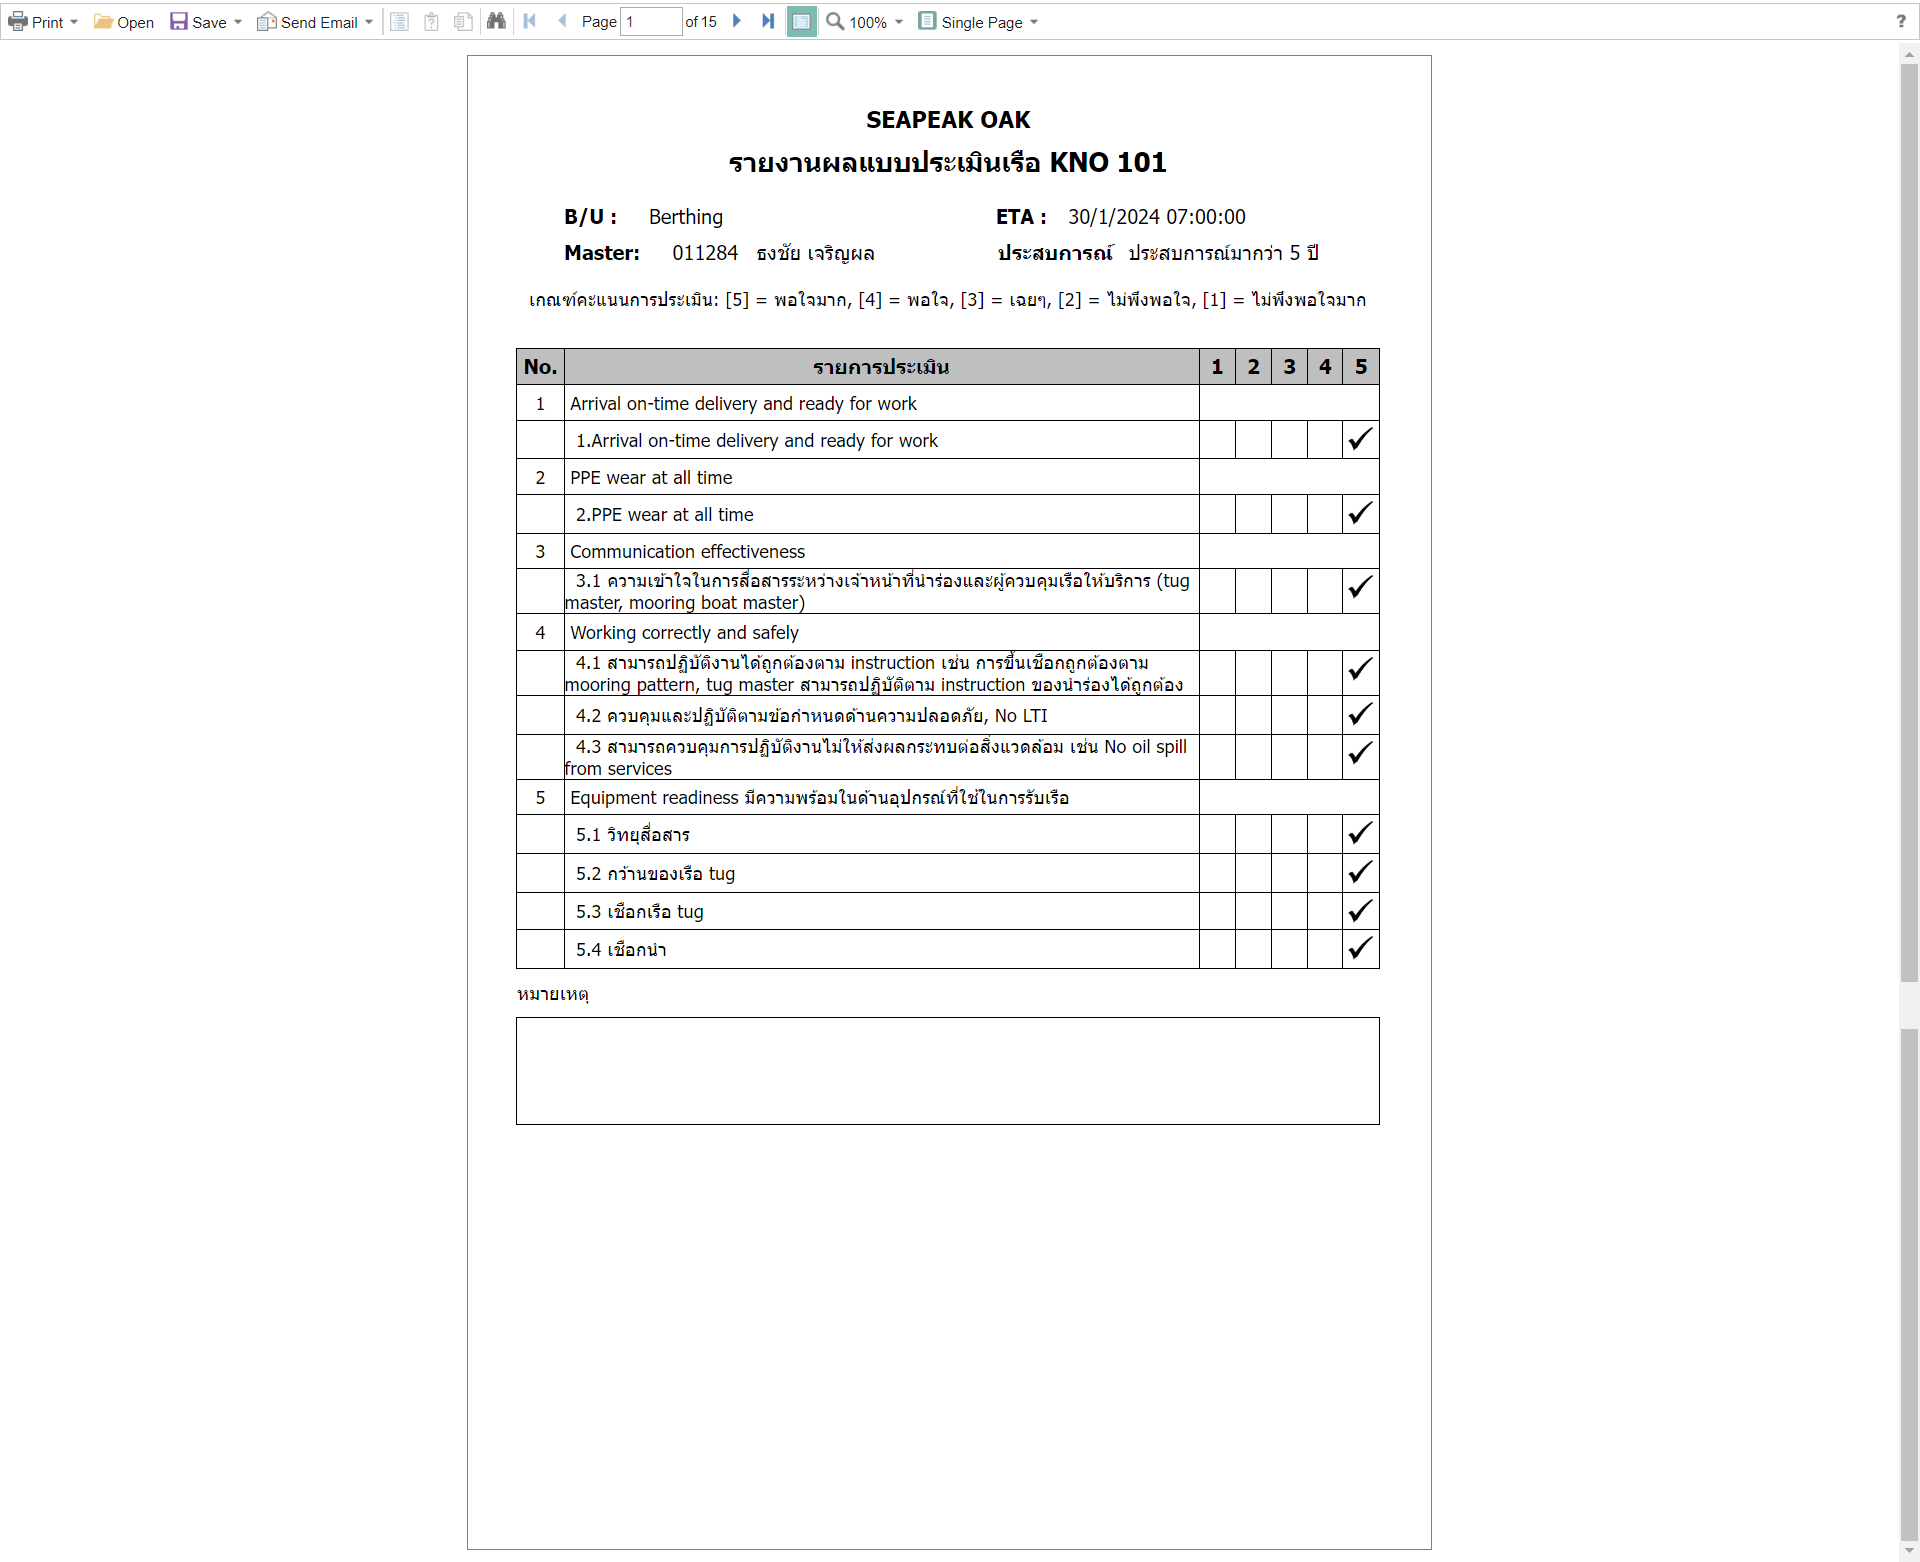 Print Open Save Send Email Page 1 of 15 100% Single Page ?
SEAPEAK OAK
รายงานผลแบบประเมินเรือ KNO 101
B/U : Berthing ETA : 30/1/2024 07:00:00
Master: 011284 ธงชัย เจริญผล ประสบการณ์ ประสบการณ์มากว่า 5 ปี
เกณฑ์คะแนนการประเมิน: [5] = พอใจมาก, [4] = พอใจ, [3] = เฉยๆ, [2] = ไม่พึงพอใจ, [1] = ไม่พึงพอใจมาก
No. รายการประเมิน 1 2 3 4 5
1 Arrival on-time delivery and ready for work
1.Arrival on-time delivery and ready for work ✓
2 PPE wear at all time
2.PPE wear at all time ✓
3 Communication effectiveness
3.1 ความเข้าใจในการสื่อสารระหว่างเจ้าหน้าที่นำร่องและผู้ควบคุมเรือให้บริการ (tug
master, mooring boat master) ✓
4 Working correctly and safely
4.1 สามารถปฏิบัติงานได้ถูกต้องตาม instruction เช่น การขึ้นเชือกถูกต้องตาม
mooring pattern, tug master สามารถปฏิบัติตาม instruction ของนำร่องได้ถูกต้อง ✓
4.2 ควบคุมและปฏิบัติตามข้อกำหนดด้านความปลอดภัย, No LTI ✓
4.3 สามารถควบคุมการปฏิบัติงานไม่ให้ส่งผลกระทบต่อสิ่งแวดล้อม เช่น No oil spill
from services ✓
5 Equipment readiness มีความพร้อมในด้านอุปกรณ์ที่ใช้ในการรับเรือ
5.1 วิทยุสื่อสาร ✓
5.2 กว้านของเรือ tug ✓
5.3 เชือกเรือ tug ✓
5.4 เชือกนำ ✓
หมายเหตุ